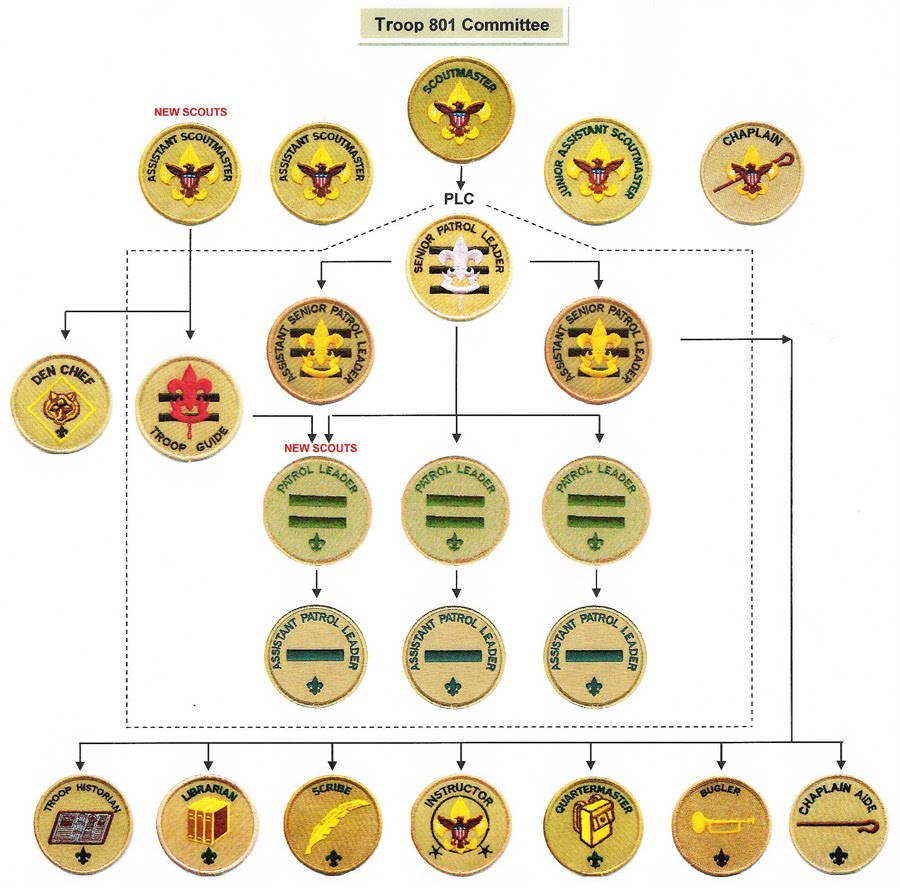 Troop 801 Committee
SCOUTMASTER
NEW SCOUTS
ASSISTANT SCOUTMASTER
ASSISTANT SCOUTMASTER
JUNIOR ASSISTANT SCOUTMASTER
CHAPLAIN
PLC
SENIOR PATROL LEADER
ASSISTANT SENIOR PATROL LEADER
ASSISTANT SENIOR PATROL LEADER
DEN CHIEF
TROOP GUIDE
NEW SCOUTS
PATROL LEADER
PATROL LEADER
PATROL LEADER
ASSISTANT PATROL LEADER
ASSISTANT PATROL LEADER
ASSISTANT PATROL LEADER
TROOP HISTORIAN
LIBRARIAN
SCRIBE
INSTRUCTOR
QUARTERMASTER
BUGLER
CHAPLAIN AIDE